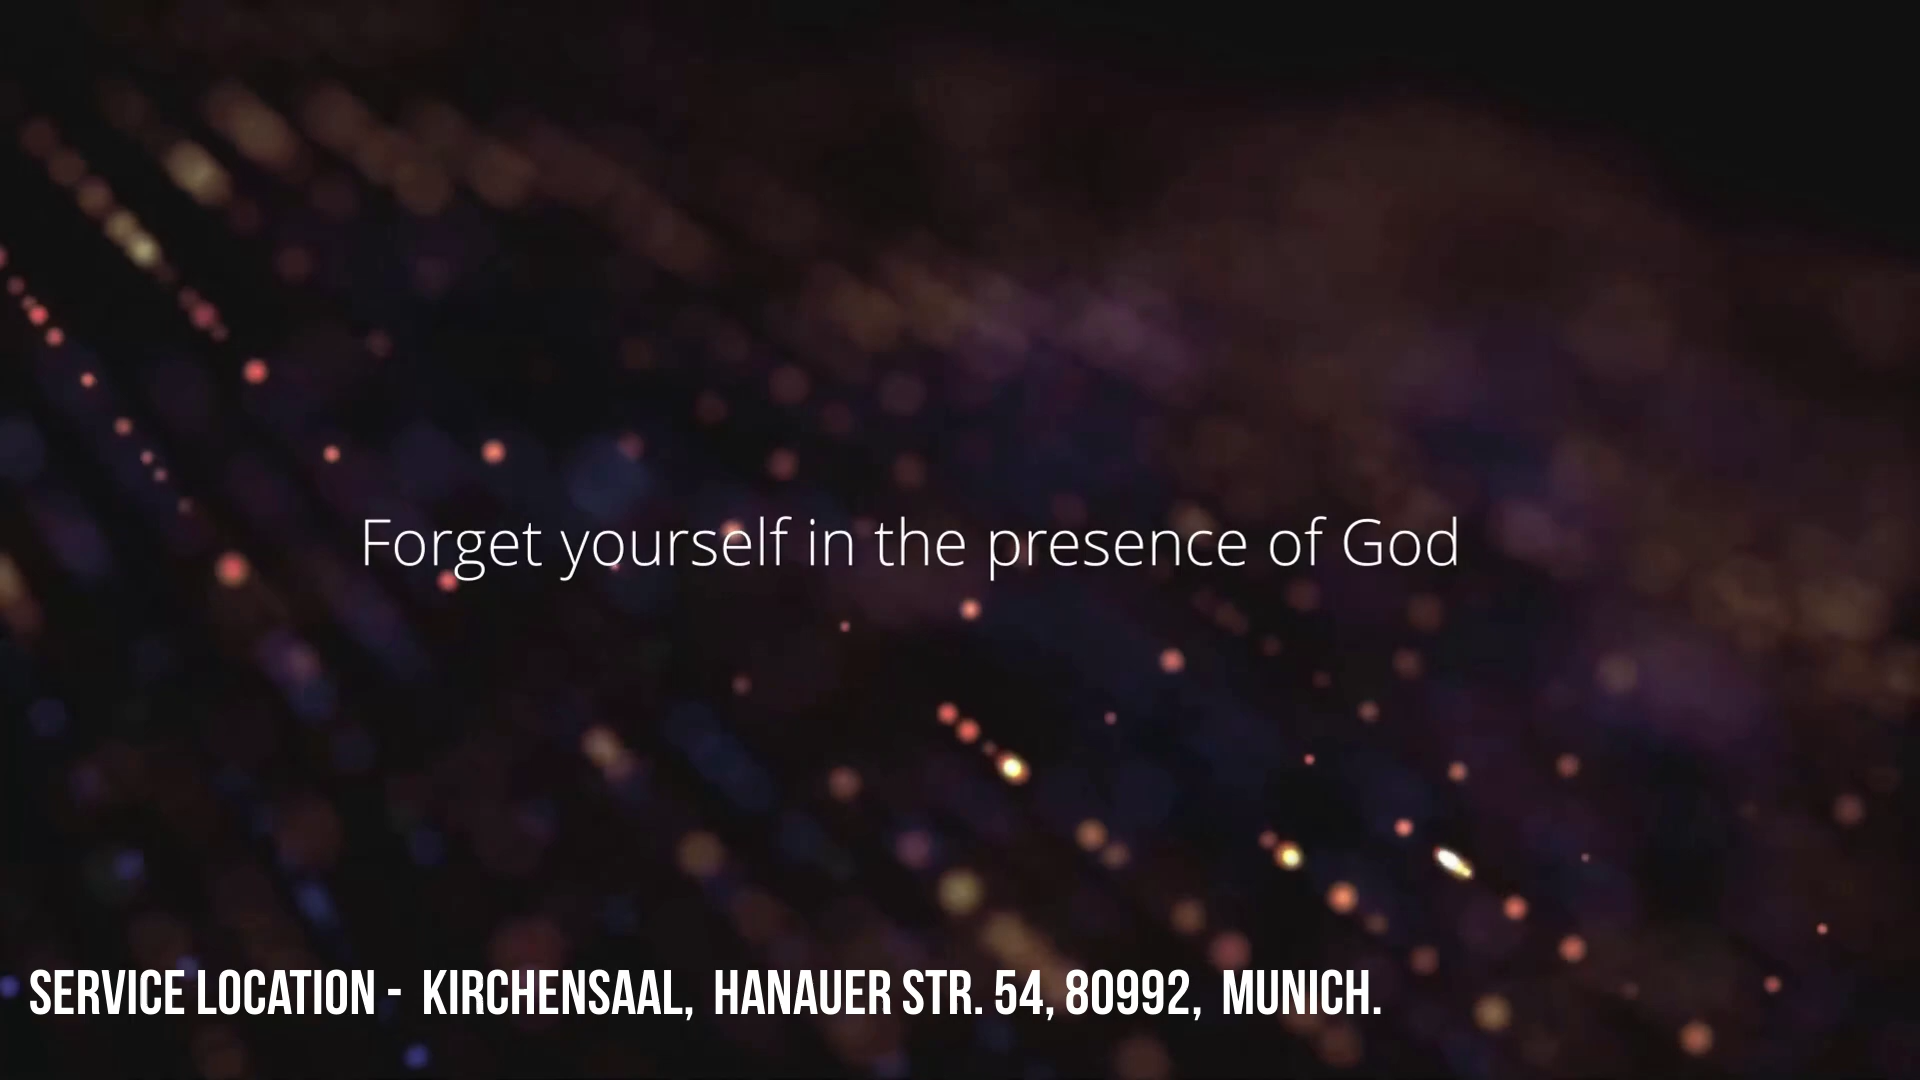 Forget yourself in the presence of God
SERVICE LOCATION - KIRCHENSAAL, HANAUER STR. 54, 80992, MUNICH.